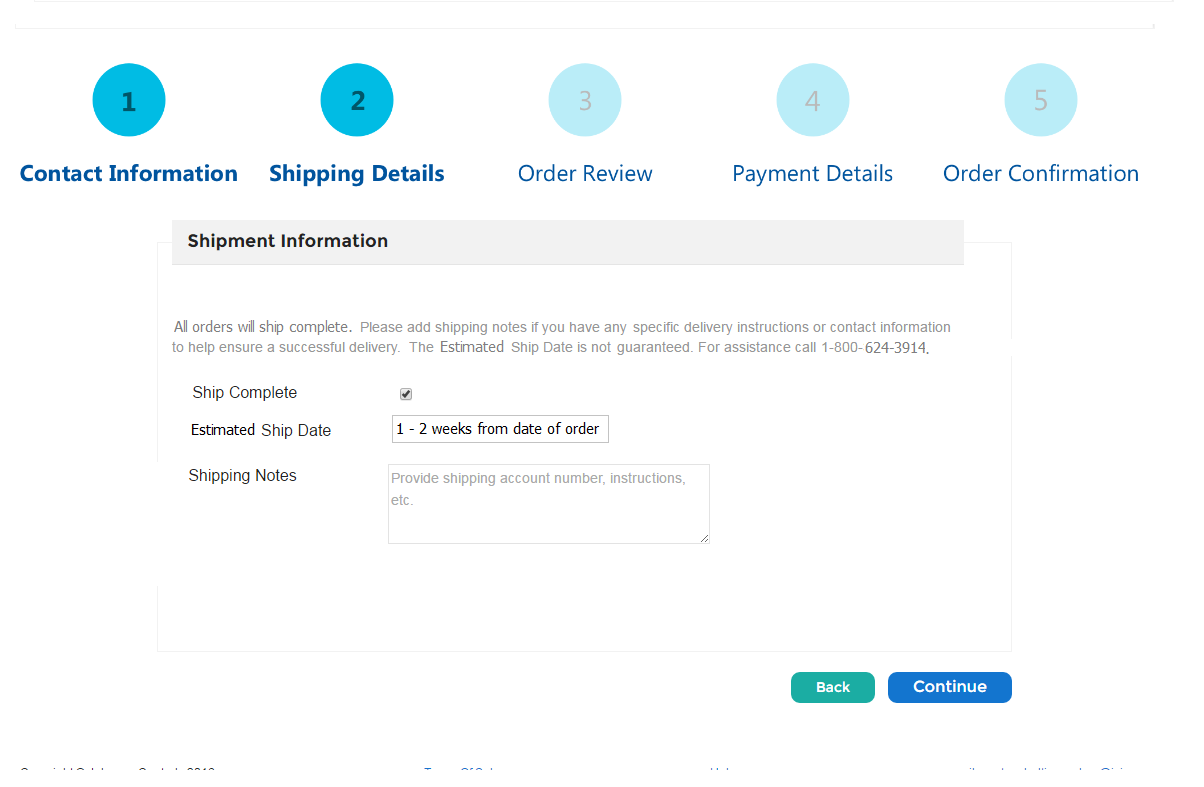 1 2 3 4 5
Contact Information Shipping Details Order Review Payment Details Order Confirmation
Shipment Information
All orders will ship complete. Please add shipping notes if you have any specific delivery instructions or contact information
to help ensure a successful delivery. The Estimated Ship Date is not guaranteed. For assistance call 1-800-624-3914.
Ship Complete
Estimated Ship Date 1 - 2 weeks from date of order
Shipping Notes Provide shipping account number, instructions,
etc.
Back Continue